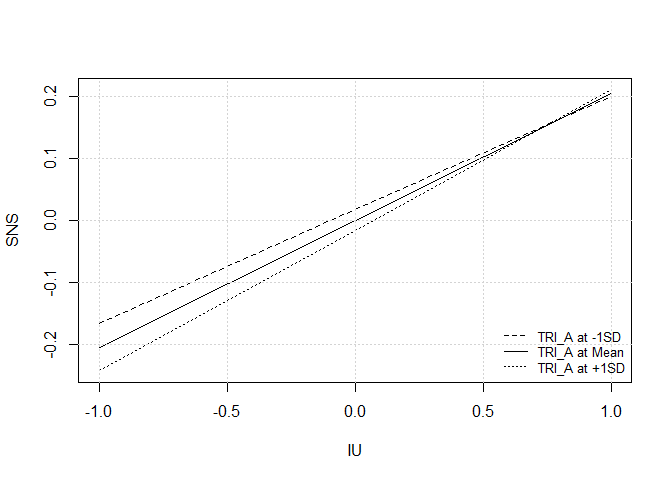 SNS
0.2
0.1
0.0
-0.1
-0.2
TRI_A at -1SD
TRI_A at Mean
TRI_A at +1SD
-1.0 -0.5 0.0 0.5 1.0
IU